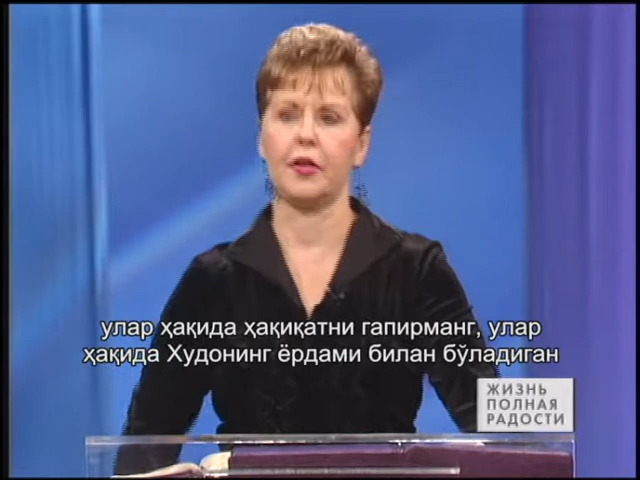 улар ҳақида ҳақиқатни гапирманг, улар
ҳақида Худонинг ёрдами билан бўладиган
ЖИЗНЬ
ПОЛНАЯ
РАДОСТИ